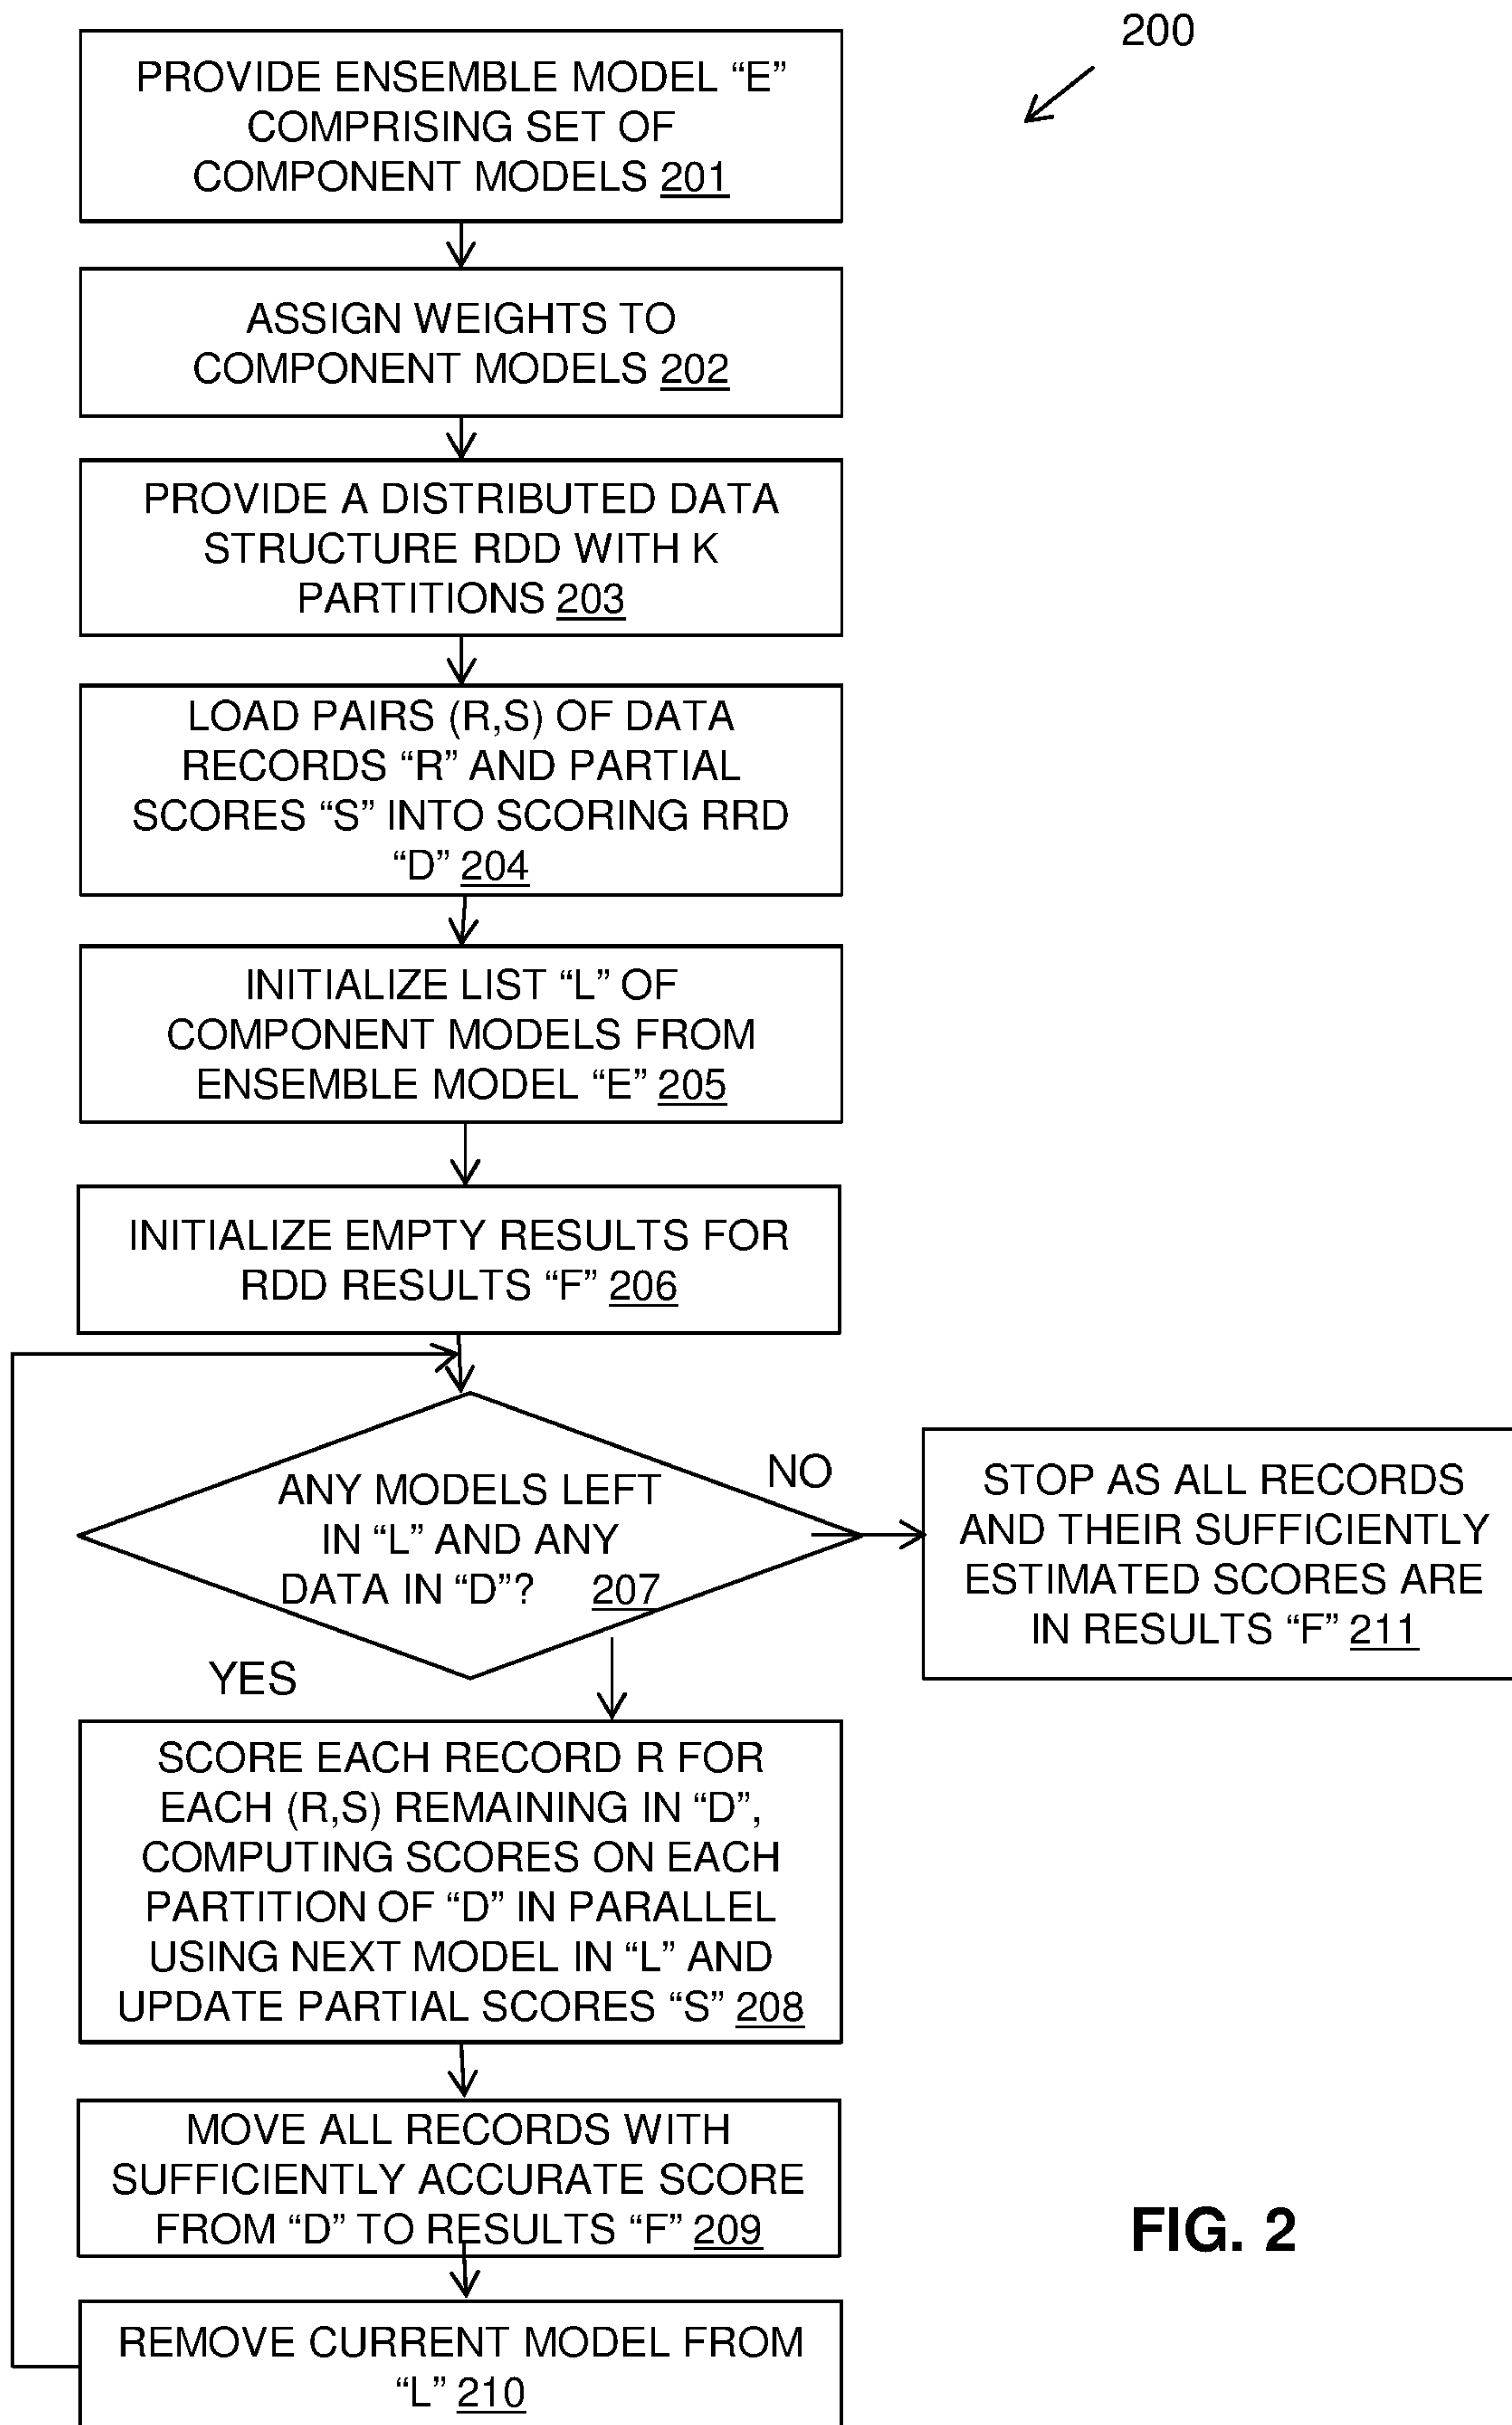 200
PROVIDE ENSEMBLE MODEL “E”
COMPRISING SET OF
COMPONENT MODELS 201
ASSIGN WEIGHTS TO
COMPONENT MODELS 202
PROVIDE A DISTRIBUTED DATA
STRUCTURE RDD WITH K
PARTITIONS 203
LOAD PAIRS (R,S) OF DATA
RECORDS “R” AND PARTIAL
SCORES “S” INTO SCORING RRD
“D” 204
INITIALIZE LIST “L” OF
COMPONENT MODELS FROM
ENSEMBLE MODEL “E” 205
INITIALIZE EMPTY RESULTS FOR
RDD RESULTS “F” 206
ANY MODELS LEFT
IN “L” AND ANY
DATA IN “D”? 207
NO
STOP AS ALL RECORDS
AND THEIR SUFFICIENTLY
ESTIMATED SCORES ARE
IN RESULTS “F” 211
YES
SCORE EACH RECORD R FOR
EACH (R,S) REMAINING IN “D”,
COMPUTING SCORES ON EACH
PARTITION OF “D” IN PARALLEL
USING NEXT MODEL IN “L” AND
UPDATE PARTIAL SCORES “S” 208
MOVE ALL RECORDS WITH
SUFFICIENTLY ACCURATE SCORE
FROM “D” TO RESULTS “F” 209
REMOVE CURRENT MODEL FROM
“L” 210
FIG. 2